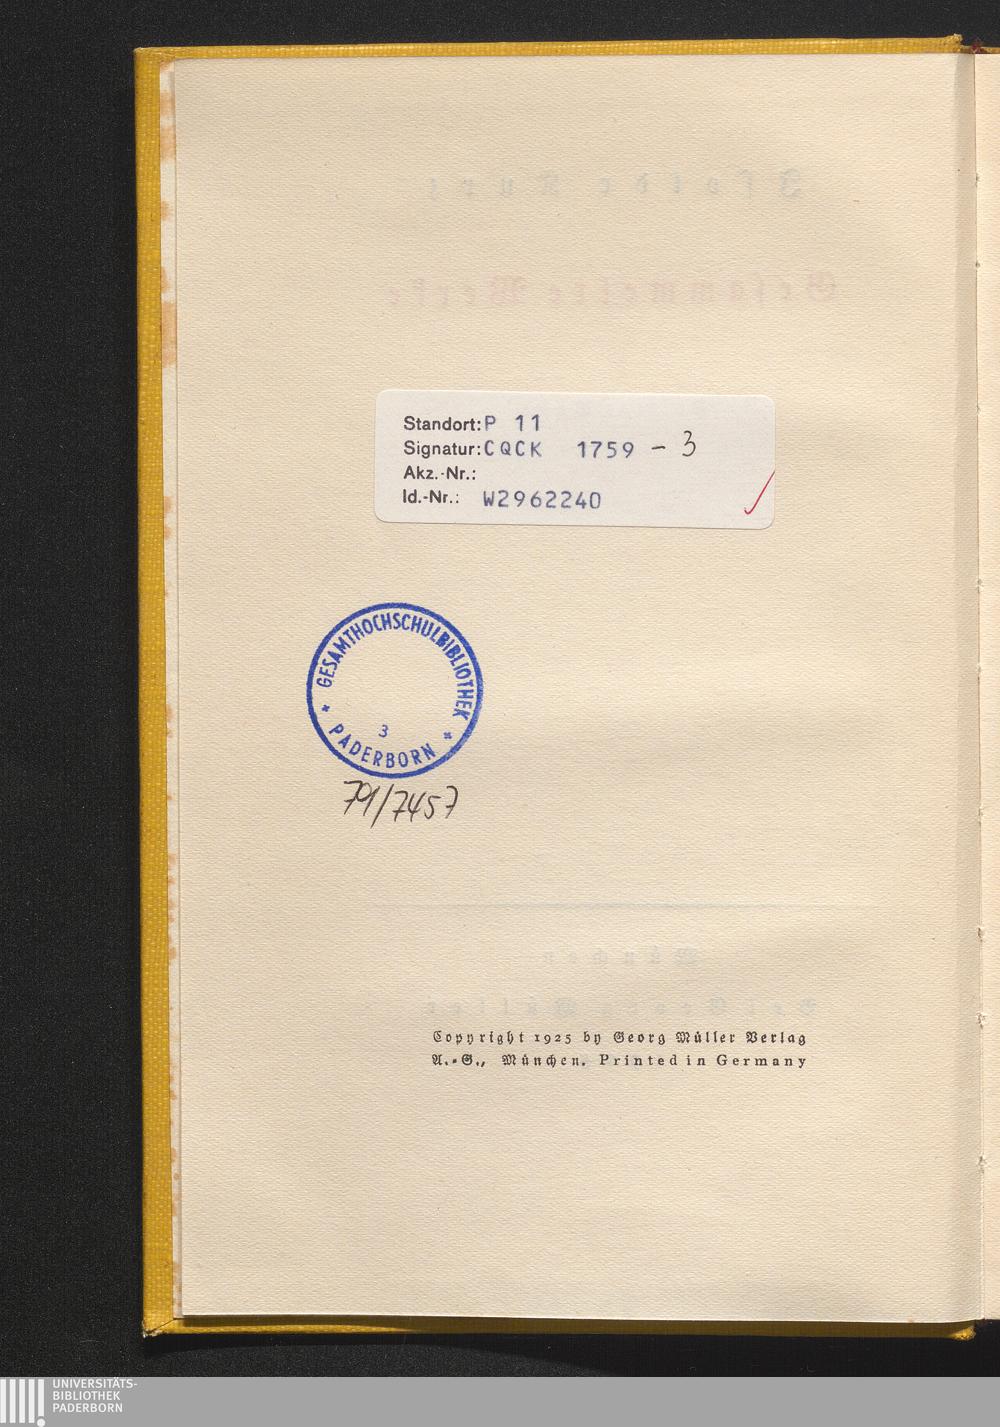 Standort: P 11
Signatur: CQCK 1759 - 3
Akz.-Nr.:
Id.-Nr.: W2962240
GESAMTHOCHSCHULBIBLIOTHEK
3
+ PADERBORN +
79/7457
Copyright 1925 by Georg Müller Verlag
A.-G., München. Printed in Germany
UNIVERSITÄTS-
BIBLIOTHEK
PADERBORN